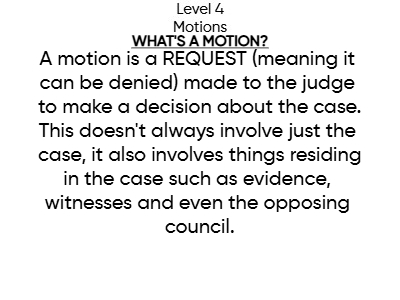 Level 4
Motions
WHAT'S A MOTION?
A motion is a REQUEST (meaning it
can be denied) made to the judge
to make a decision about the case.
This doesn't always involve just the
case, it also involves things residing
in the case such as evidence,
witnesses and even the opposing
council.